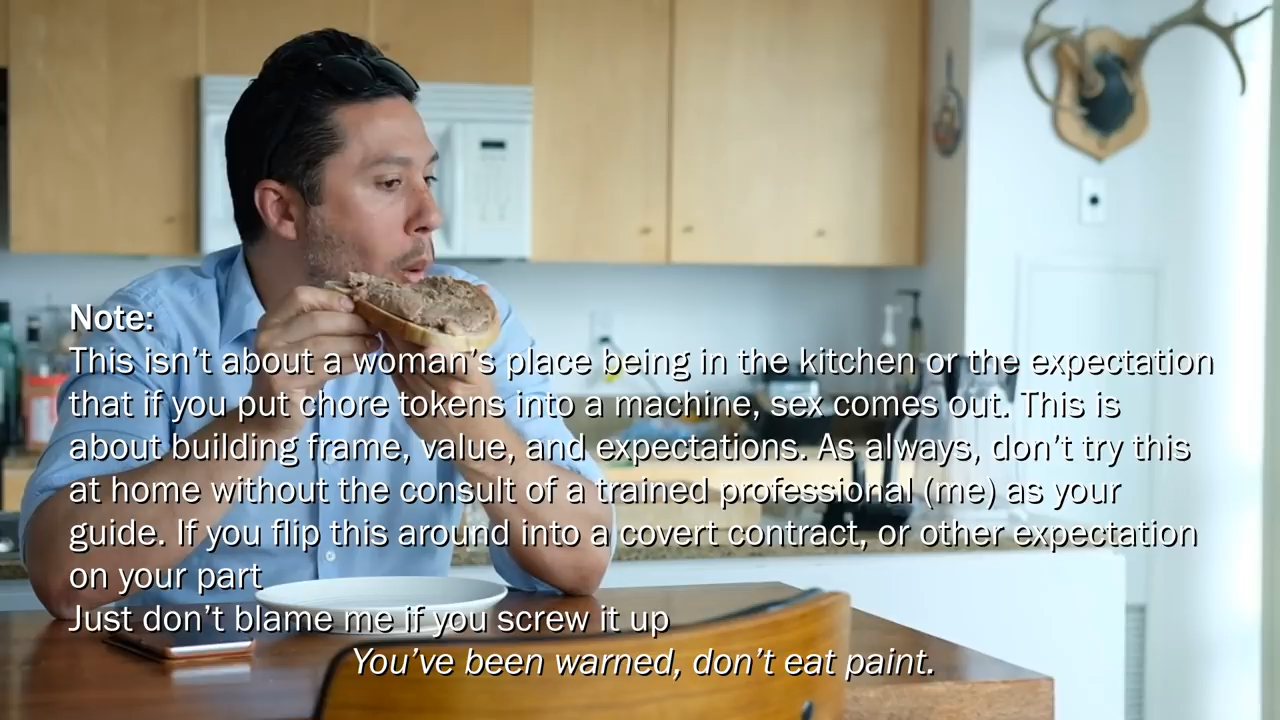 Note:
This isn't about a woman's place being in the kitchen or the expectation
that if you put chore tokens into a machine, sex comes out. This is
about building frame, value, and expectations. As always, don't try this
at home without the consult of a trained professional (me) as your
guide. If you flip this around into a covert contract, or other expectation
on your part
Just don't blame me if you screw it up
You've been warned, don't eat paint.